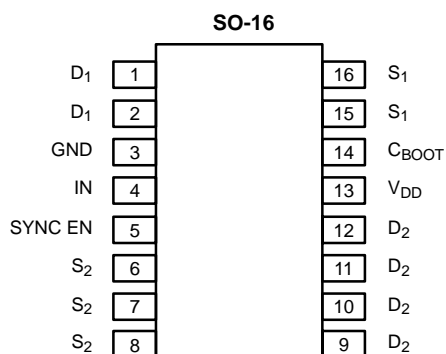 SO-16
D1 1 16 S1
D1 2 15 S1
GND 3 14 CBOOT
IN 4 13 VDD
SYNC EN 5 12 D2
S2 6 11 D2
S2 7 10 D2
S2 8 9 D2